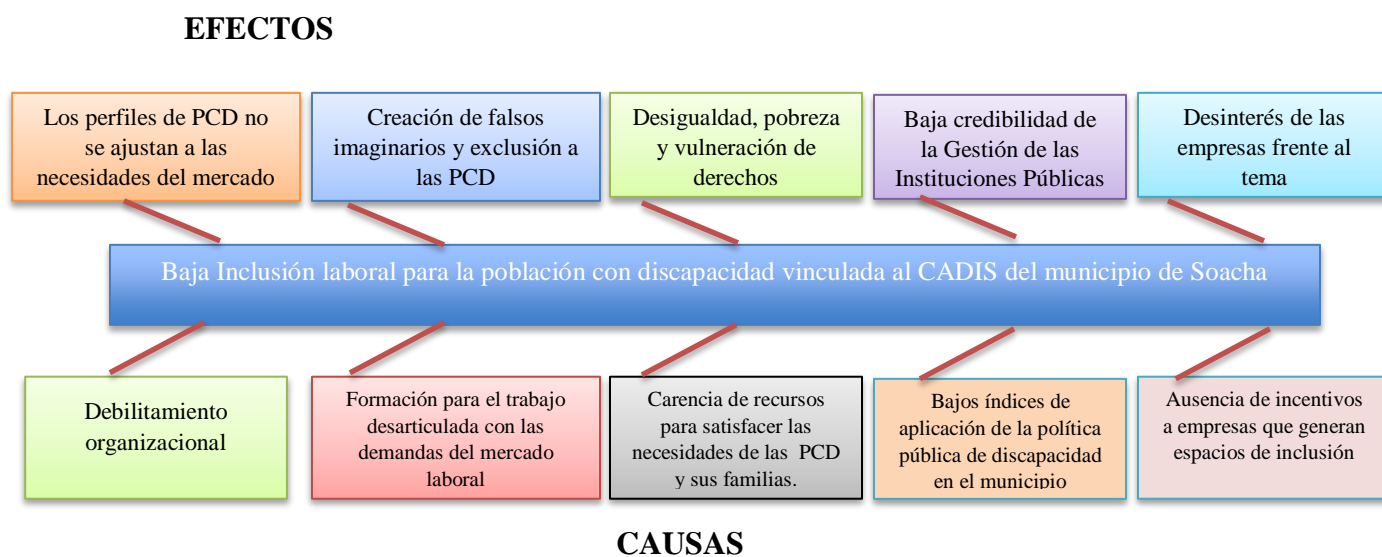 EFECTOS
Los perfiles de PCD no
se ajustan a las
necesidades del mercado
Creación de falsos
imaginarios y exclusión a
las PCD
Desigualdad, pobreza
y vulneración de
derechos
Baja credibilidad de
la Gestión de las
Instituciones Públicas
Desinterés de las
empresas frente al
tema
Baja Inclusión laboral para la población con discapacidad vinculada al CADIS del municipio de Soacha
Debilitamiento
organizacional
Formación para el trabajo
desarticulada con las
demandas del mercado
laboral
Carencia de recursos
para satisfacer las
necesidades de las PCD
y sus familias.
Bajos índices de
aplicación de la política
pública de discapacidad
en el municipio
Ausencia de incentivos
a empresas que generan
espacios de inclusión
CAUSAS